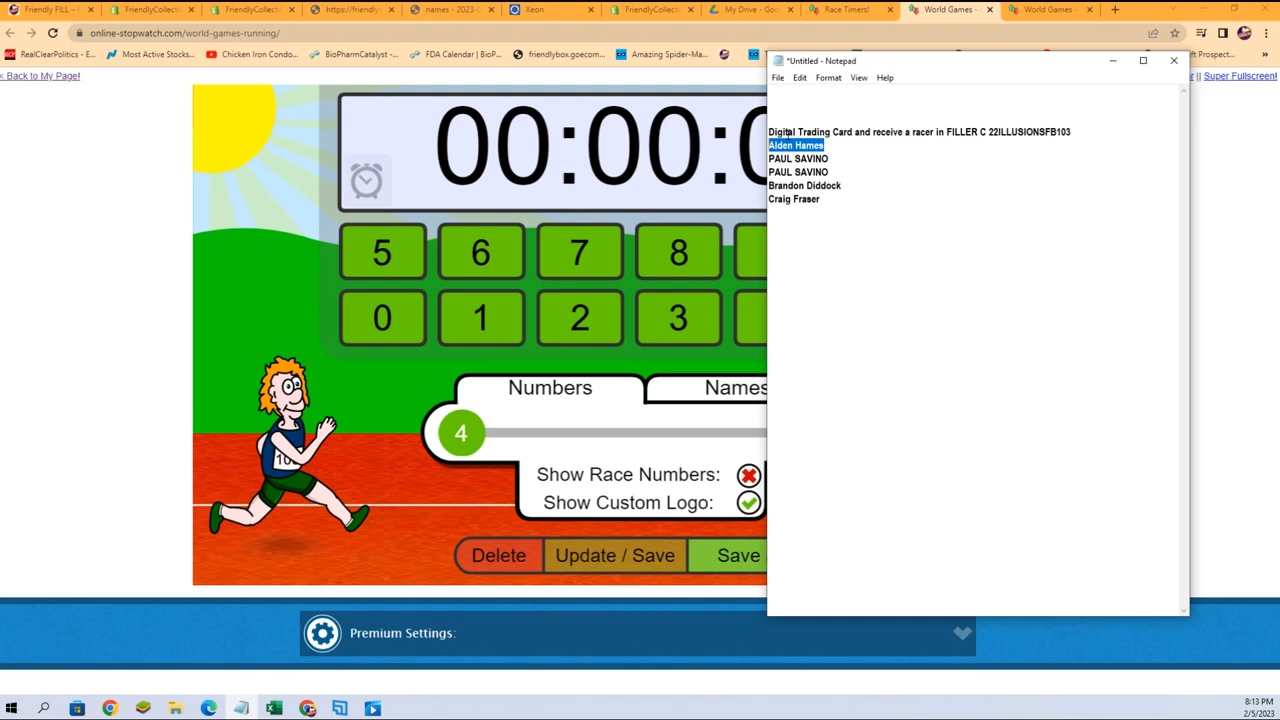 Friendly FILL –
FriendlyCollecti
FriendlyCollecti
https://friendly
names - 2023-0
Xeon
FriendlyCollecti
My Drive - Goo
Race Timers!
World Games -
World Games -
online-stopwatch.com/world-games-running/
RealClearPolitics - E...
Most Active Stocks...
Chicken Iron Condo...
BioPharmCatalyst -...
FDA Calendar | BioP...
friendlybox.goecom...
Amazing Spider-Ma...
ft Prospect...
< Back to My Page!
|| Super Fullscreen!
*Untitled - Notepad
File Edit Format View Help
Digital Trading Card and receive a racer in FILLER C 22ILLUSIONSFB103
Alden Hames
PAUL SAVINO
PAUL SAVINO
Brandon Diddock
Craig Fraser
00:00:0
5 6 7 8
0 1 2 3
Numbers
Names
4
Show Race Numbers:
Show Custom Logo:
Delete
Update / Save
Save
Premium Settings:
8:13 PM
2/5/2023